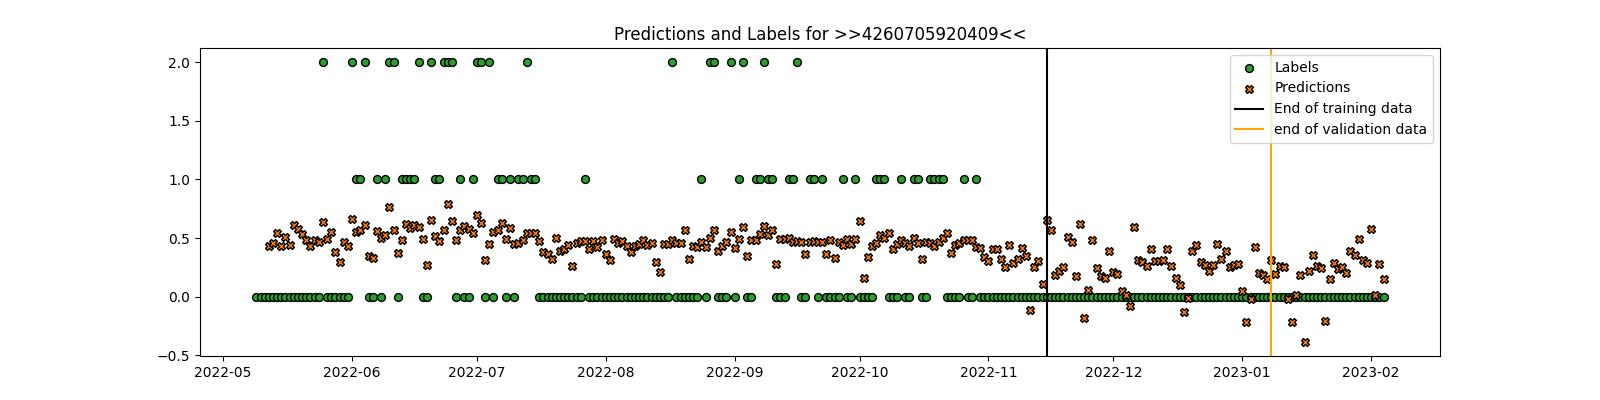 Predictions and Labels for >>4260705920409<<
2.0
1.5
1.0
0.5
0.0
−0.5
Labels
Predictions
End of training data
end of validation data
2022-05 2022-06 2022-07 2022-08 2022-09 2022-10 2022-11 2022-12 2023-01 2023-02